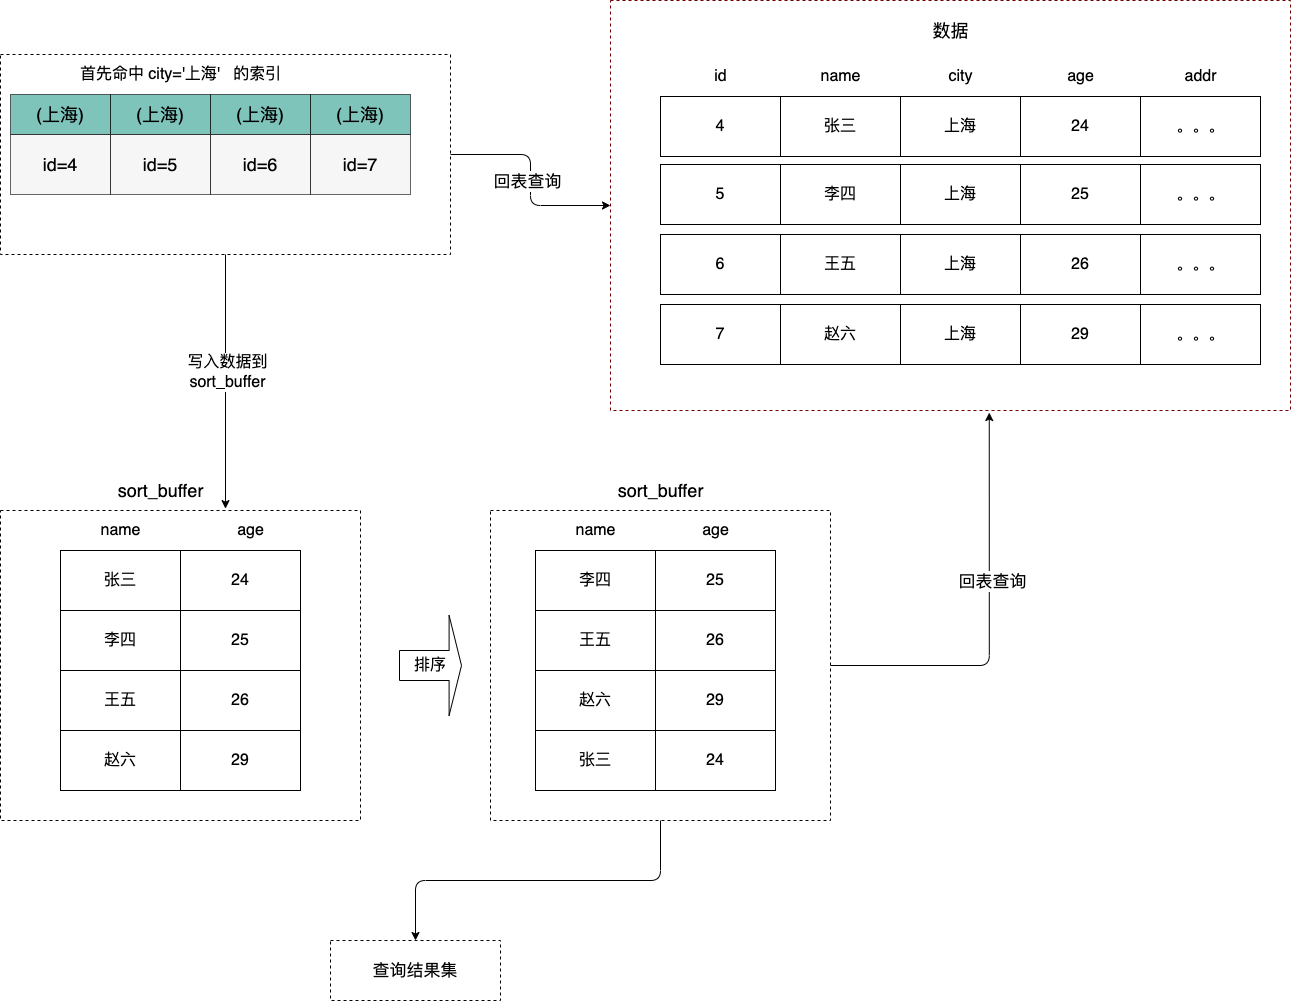 首先命中 city='上海' 的索引
(上海) (上海) (上海) (上海)
id=4 id=5 id=6 id=7
回表查询
数据
id name city age addr
4 张三 上海 24 。。。
5 李四 上海 25 。。。
6 王五 上海 26 。。。
7 赵六 上海 29 。。。
写入数据到
sort_buffer
sort_buffer
name age
张三 24
李四 25
王五 26
赵六 29
排序
sort_buffer
name age
李四 25
王五 26
赵六 29
张三 24
回表查询
查询结果集